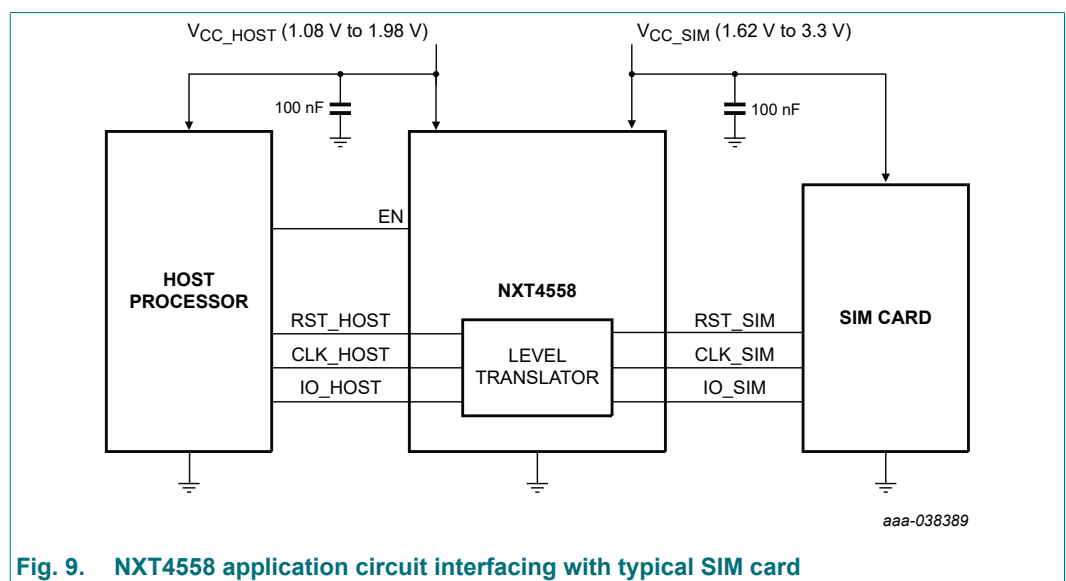 VCC_HOST (1.08 V to 1.98 V)
VCC_SIM (1.62 V to 3.3 V)
100 nF
100 nF
EN
HOST
PROCESSOR
NXT4558
SIM CARD
RST_HOST
CLK_HOST
IO_HOST
LEVEL
TRANSLATOR
RST_SIM
CLK_SIM
IO_SIM
aaa-038389
Fig. 9. NXT4558 application circuit interfacing with typical SIM card